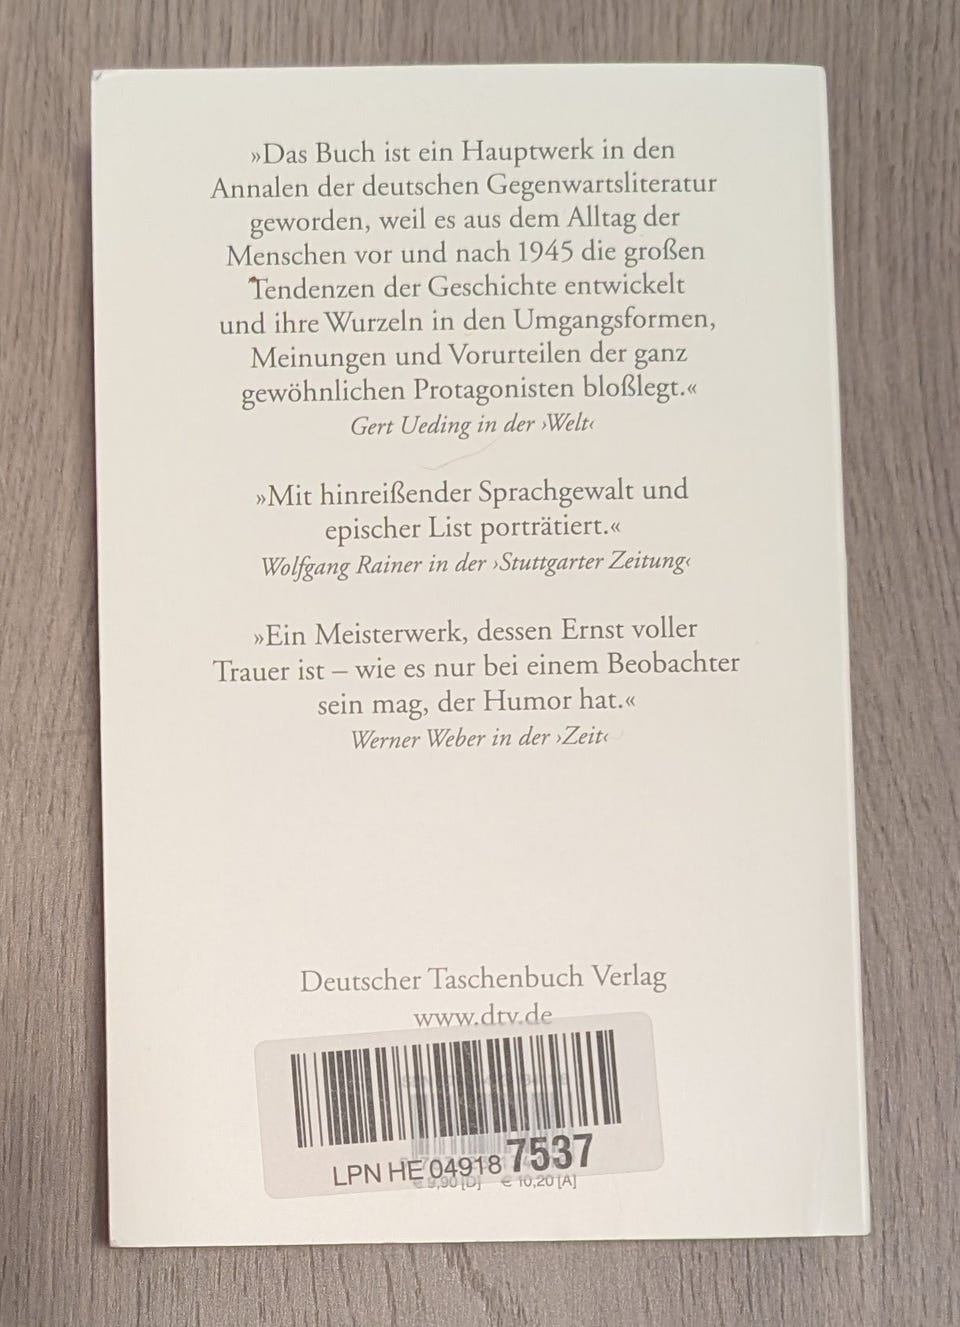 »Das Buch ist ein Hauptwerk in den
Annalen der deutschen Gegenwartsliteratur
geworden, weil es aus dem Alltag der
Menschen vor und nach 1945 die großen
Tendenzen der Geschichte entwickelt
und ihre Wurzeln in den Umgangsformen,
Meinungen und Vorurteilen der ganz
gewöhnlichen Protagonisten bloßlegt.«
Gert Ueding in der ›Welt‹
»Mit hinreißender Sprachgewalt und
epischer List porträtiert.«
Wolfgang Rainer in der ›Stuttgarter Zeitung‹
»Ein Meisterwerk, dessen Ernst voller
Trauer ist – wie es nur bei einem Beobachter
sein mag, der Humor hat.«
Werner Weber in der ›Zeit‹
Deutscher Taschenbuch Verlag
www.dtv.de
LPN HE 04918 7537
€ 9,90 [D] € 10,20 [A]